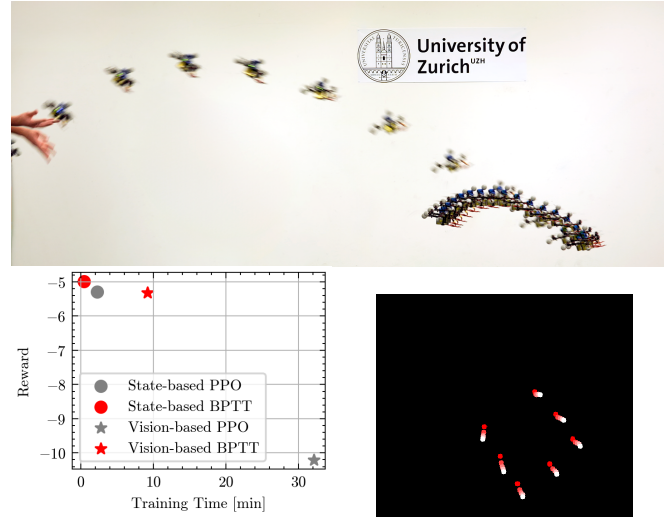 University of
Zurich UZH
−5
−6
−7
−8
−9
−10
0
10
20
30
Reward
Training Time [min]
State-based PPO
State-based BPTT
Vision-based PPO
Vision-based BPTT